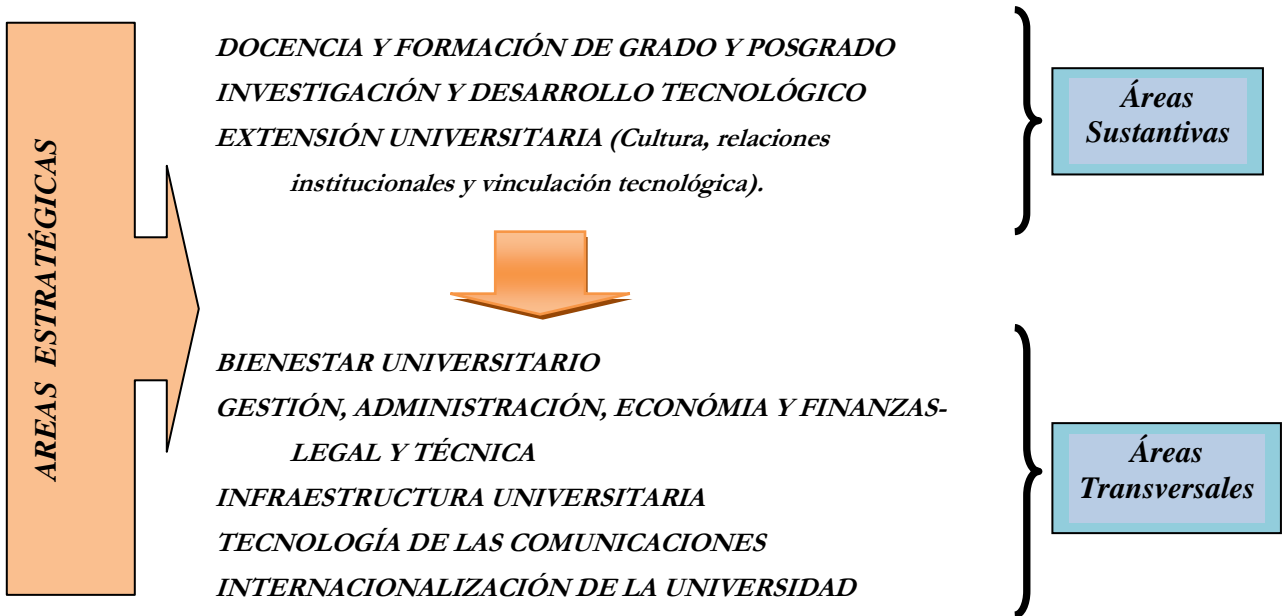 AREAS ESTRATÉGICAS
DOCENCIA Y FORMACIÓN DE GRADO Y POSGRADO
INVESTIGACIÓN Y DESARROLLO TECNOLÓGICO
EXTENSIÓN UNIVERSITARIA (Cultura, relaciones
institucionales y vinculación tecnológica).
Áreas
Sustantivas
BIENESTAR UNIVERSITARIO
GESTIÓN, ADMINISTRACIÓN, ECONÓMIA Y FINANZAS-
LEGAL Y TÉCNICA
INFRAESTRUCTURA UNIVERSITARIA
TECNOLOGÍA DE LAS COMUNICACIONES
INTERNACIONALIZACIÓN DE LA UNIVERSIDAD
Áreas
Transversales